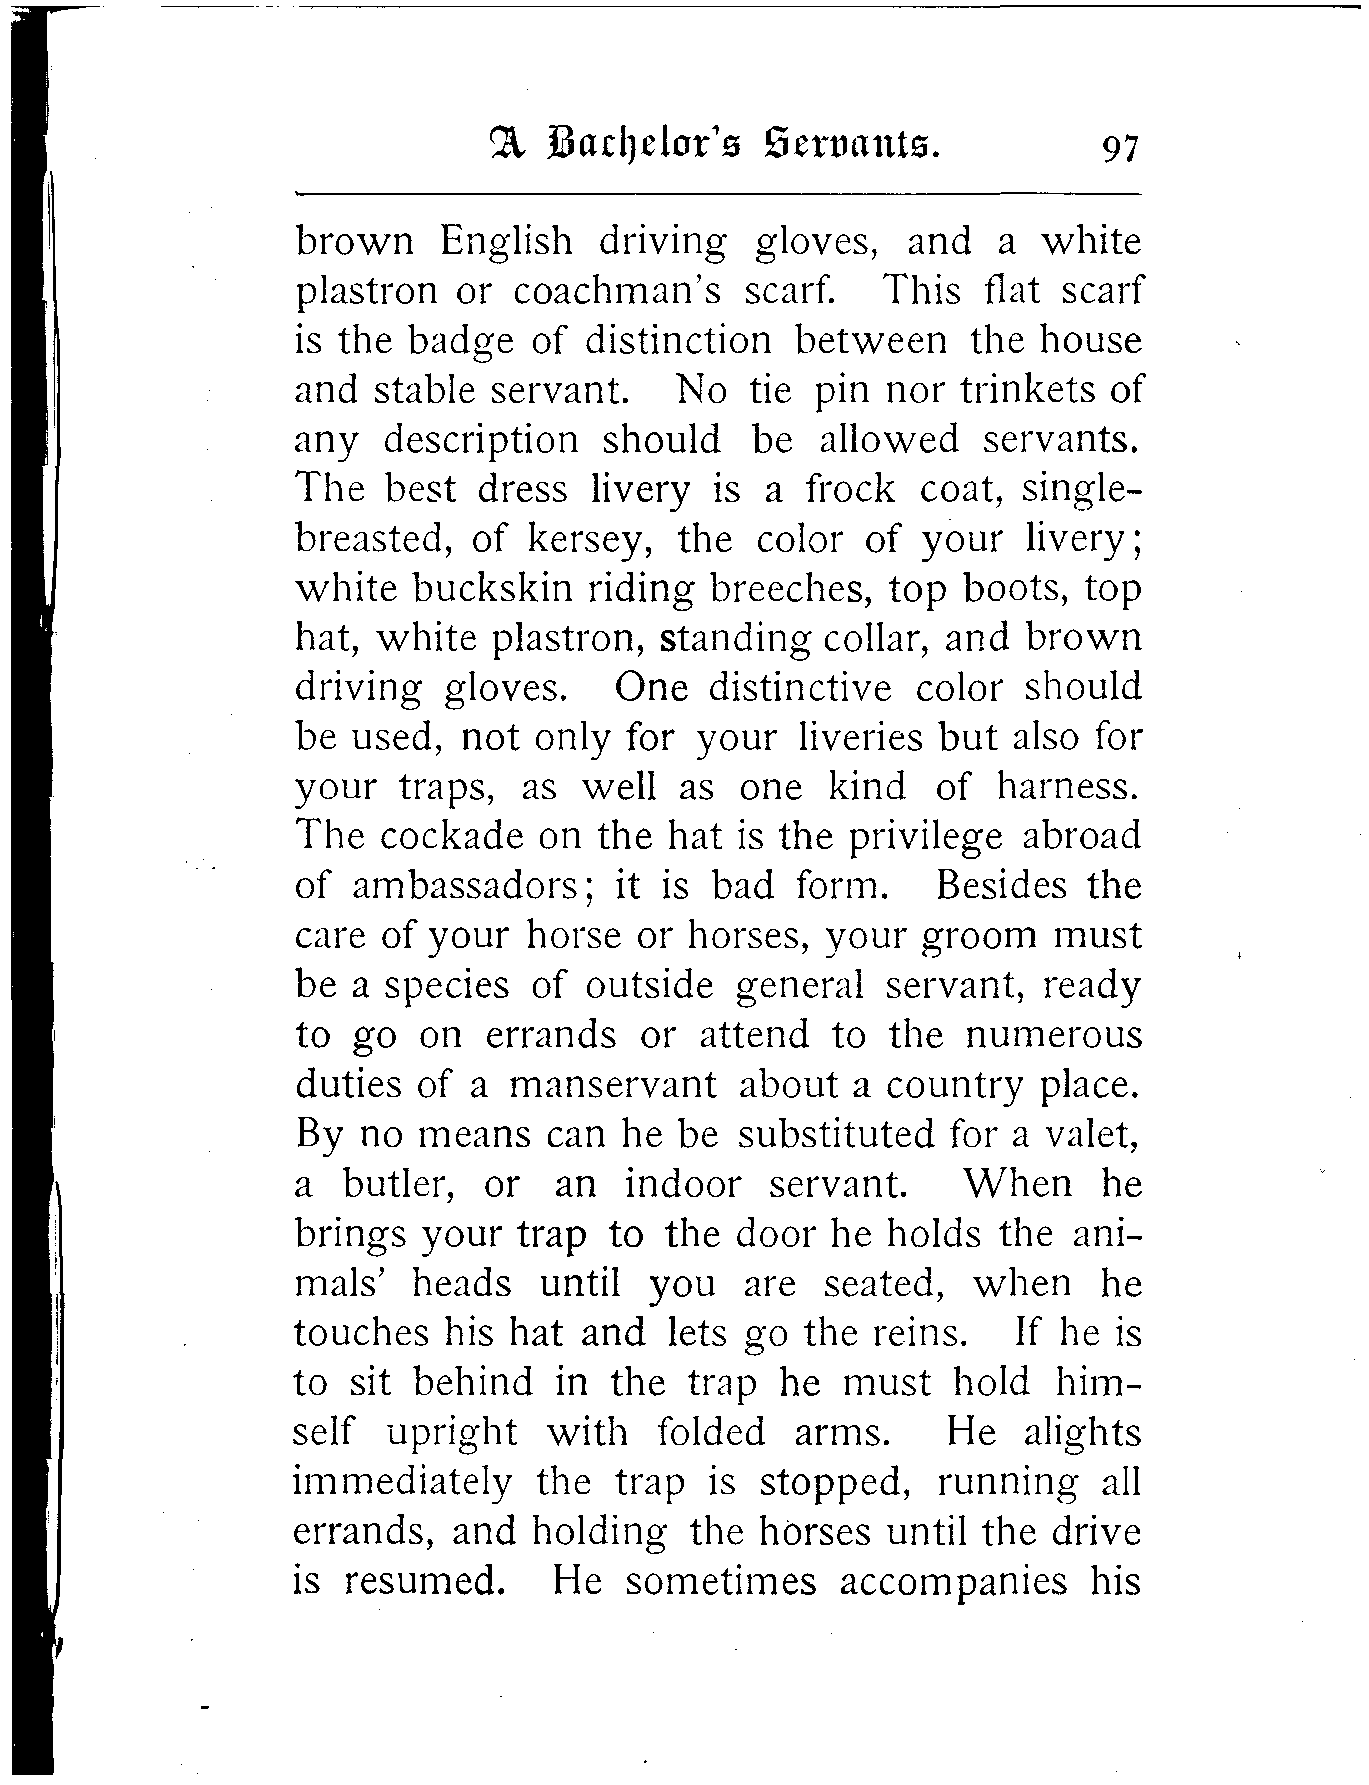 A Bachelor's Servants. 97
brown English driving gloves, and a white
plastron or coachman's scarf. This flat scarf
is the badge of distinction between the house
and stable servant. No tie pin nor trinkets of
any description should be allowed servants.
The best dress livery is a frock coat, single-
breasted, of kersey, the color of your livery;
white buckskin riding breeches, top boots, top
hat, white plastron, standing collar, and brown
driving gloves. One distinctive color should
be used, not only for your liveries but also for
your traps, as well as one kind of harness.
The cockade on the hat is the privilege abroad
of ambassadors; it is bad form. Besides the
care of your horse or horses, your groom must
be a species of outside general servant, ready
to go on errands or attend to the numerous
duties of a manservant about a country place.
By no means can he be substituted for a valet,
a butler, or an indoor servant. When he
brings your trap to the door he holds the ani-
mals' heads until you are seated, when he
touches his hat and lets go the reins. If he is
to sit behind in the trap he must hold him-
self upright with folded arms. He alights
immediately the trap is stopped, running all
errands, and holding the horses until the drive
is resumed. He sometimes accompanies his